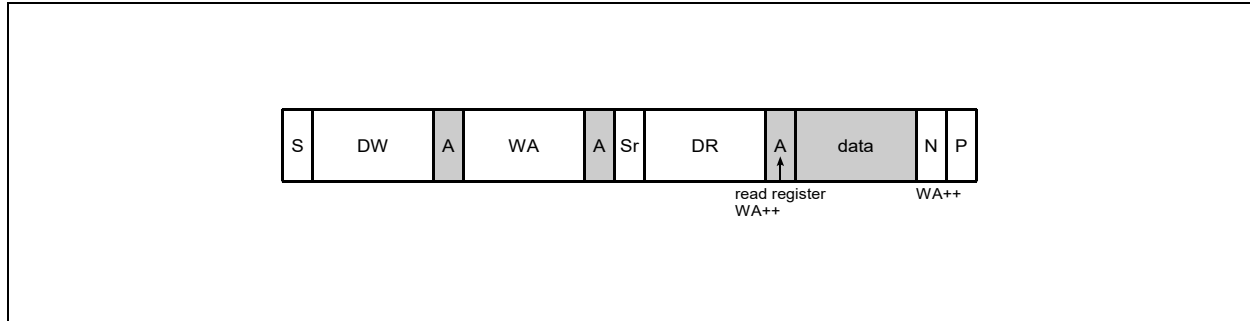 S DW A WA A Sr DR A data N P
read register WA++
WA++